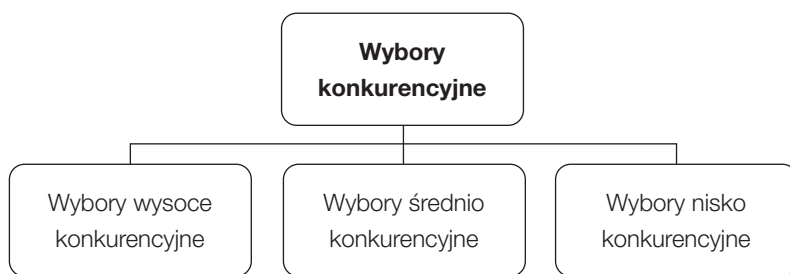 Wybory
konkurencyjne
Wybory wysoce
konkurencyjne
Wybory średnio
konkurencyjne
Wybory nisko
konkurencyjne